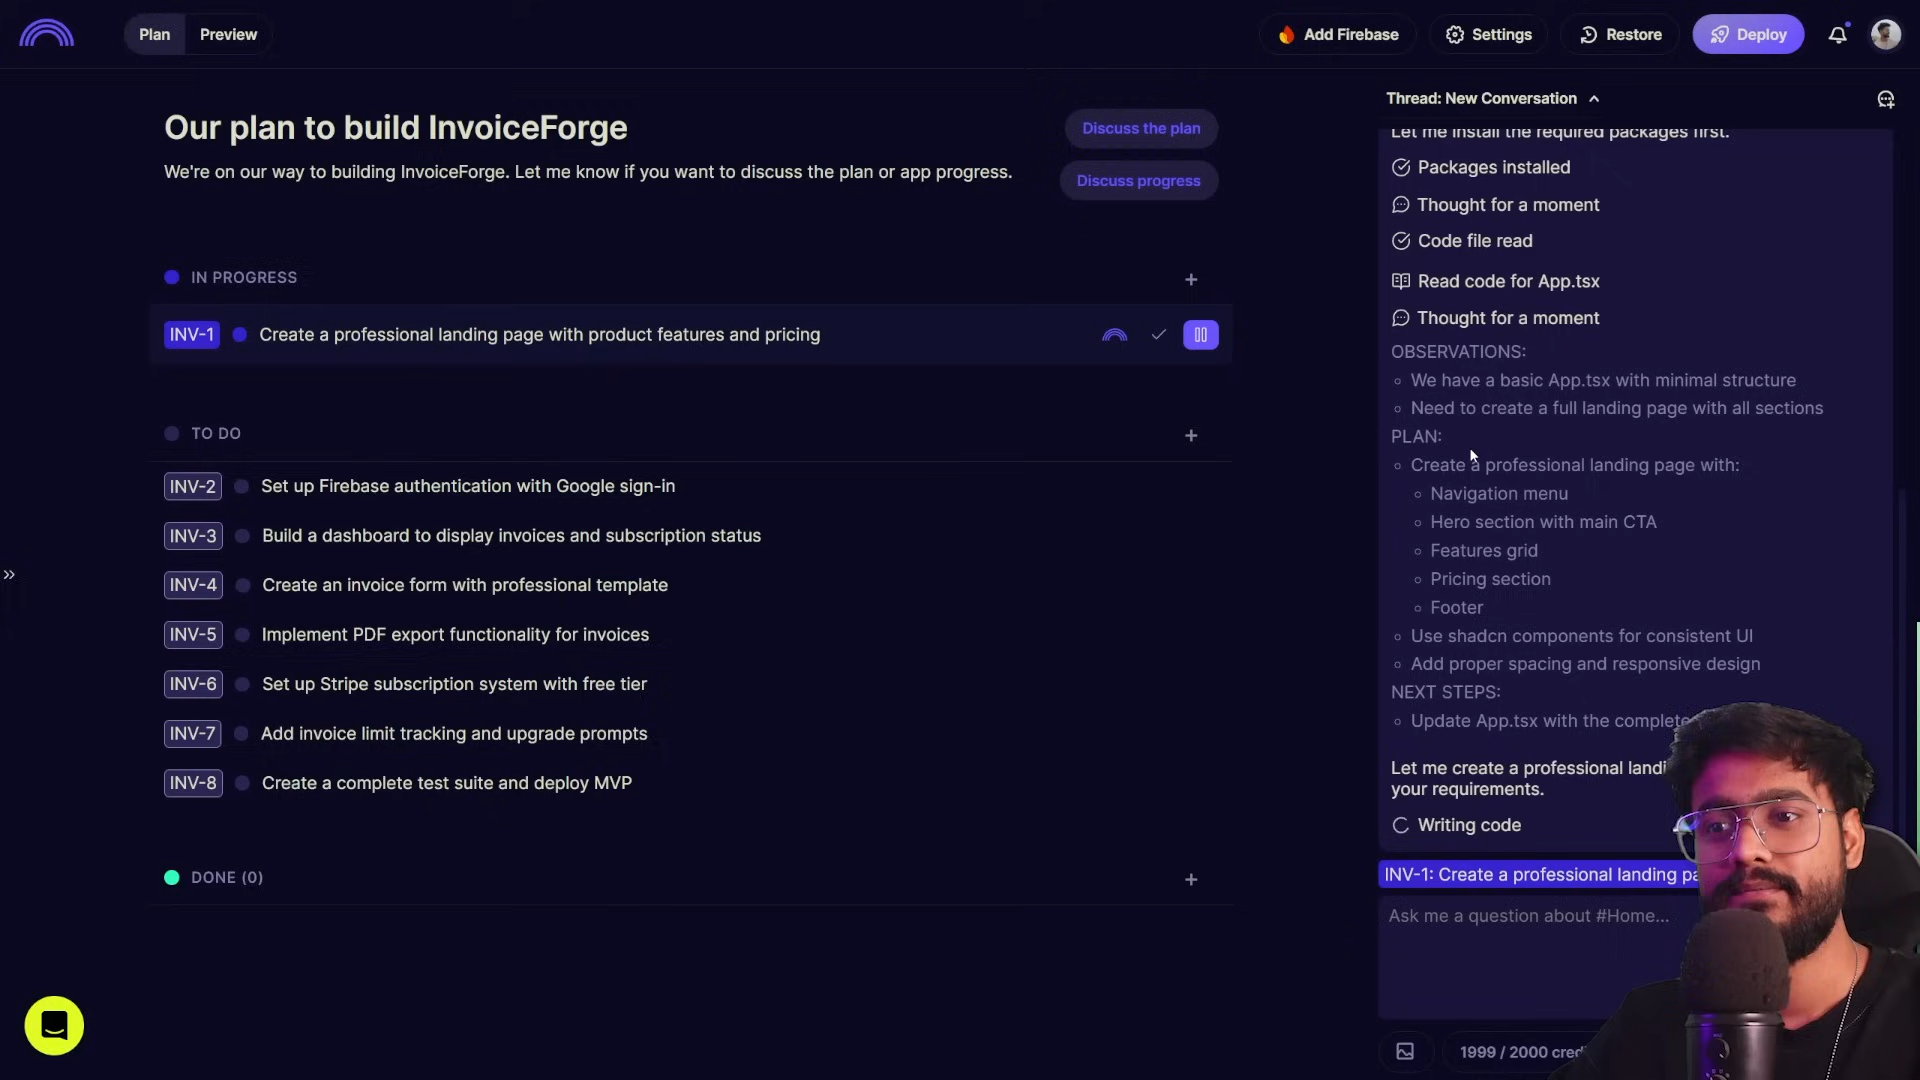 Plan
Preview
Add Firebase
Settings
Restore
Deploy
Our plan to build InvoiceForge
We're on our way to building InvoiceForge. Let me know if you want to discuss the plan or app progress.
Discuss the plan
Discuss progress
IN PROGRESS
+
INV-1 Create a professional landing page with product features and pricing
TO DO
+
INV-2 Set up Firebase authentication with Google sign-in
INV-3 Build a dashboard to display invoices and subscription status
INV-4 Create an invoice form with professional template
INV-5 Implement PDF export functionality for invoices
INV-6 Set up Stripe subscription system with free tier
INV-7 Add invoice limit tracking and upgrade prompts
INV-8 Create a complete test suite and deploy MVP
DONE (0)
+
Thread: New Conversation
Let me install the required packages first.
Packages installed
Thought for a moment
Code file read
Read code for App.tsx
Thought for a moment
OBSERVATIONS:
We have a basic App.tsx with minimal structure
Need to create a full landing page with all sections
PLAN:
Create a professional landing page with:
Navigation menu
Hero section with main CTA
Features grid
Pricing section
Footer
Use shadcn components for consistent UI
Add proper spacing and responsive design
NEXT STEPS:
Update App.tsx with the complete
Let me create a professional landi
your requirements.
Writing code
INV-1: Create a professional landing pa
Ask me a question about #Home...
1999 / 2000 cred